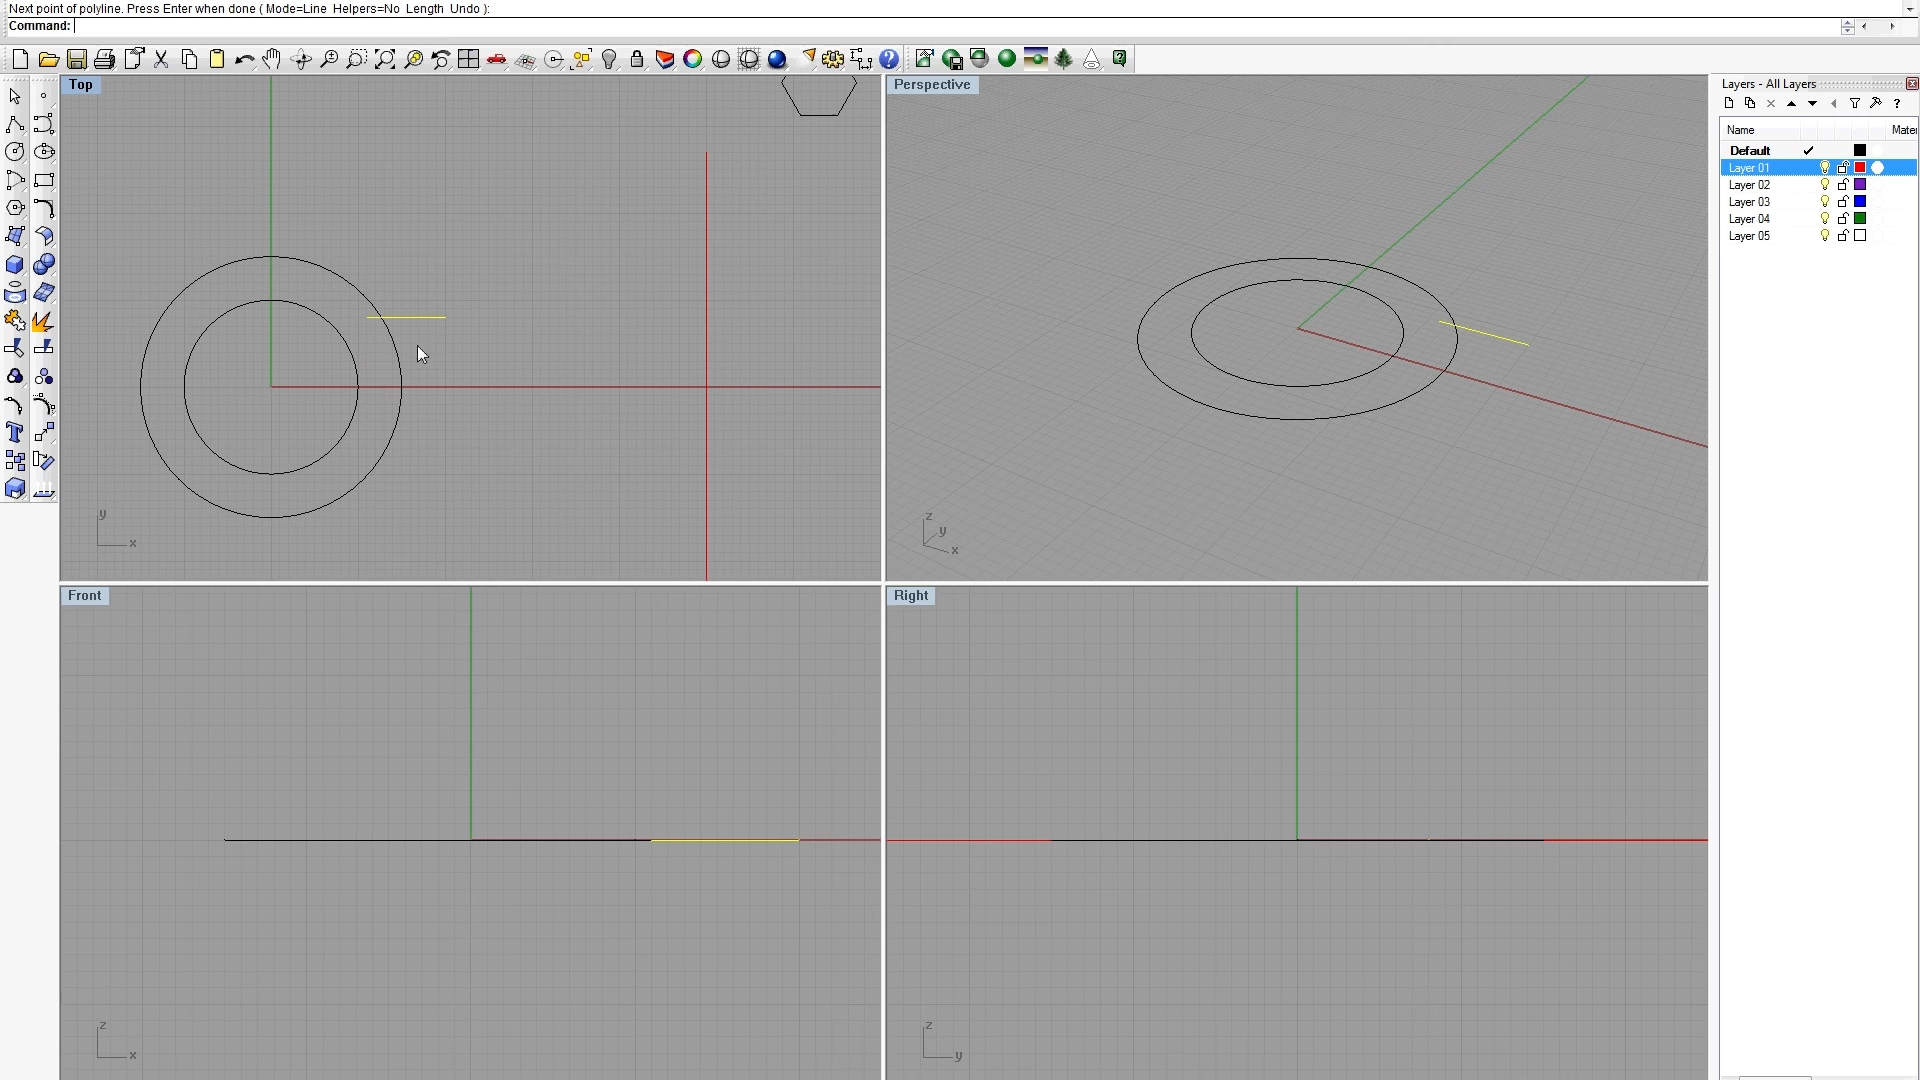 Next point of polyline. Press Enter when done ( Mode=Line  Helpers=No  Length  Undo ):
Command:
Top
Perspective
Layers - All Layers
Name
Mater
Default
Layer 01
Layer 02
Layer 03
Layer 04
Layer 05
y
x
z
y
x
Front
Right
z
x
z
y